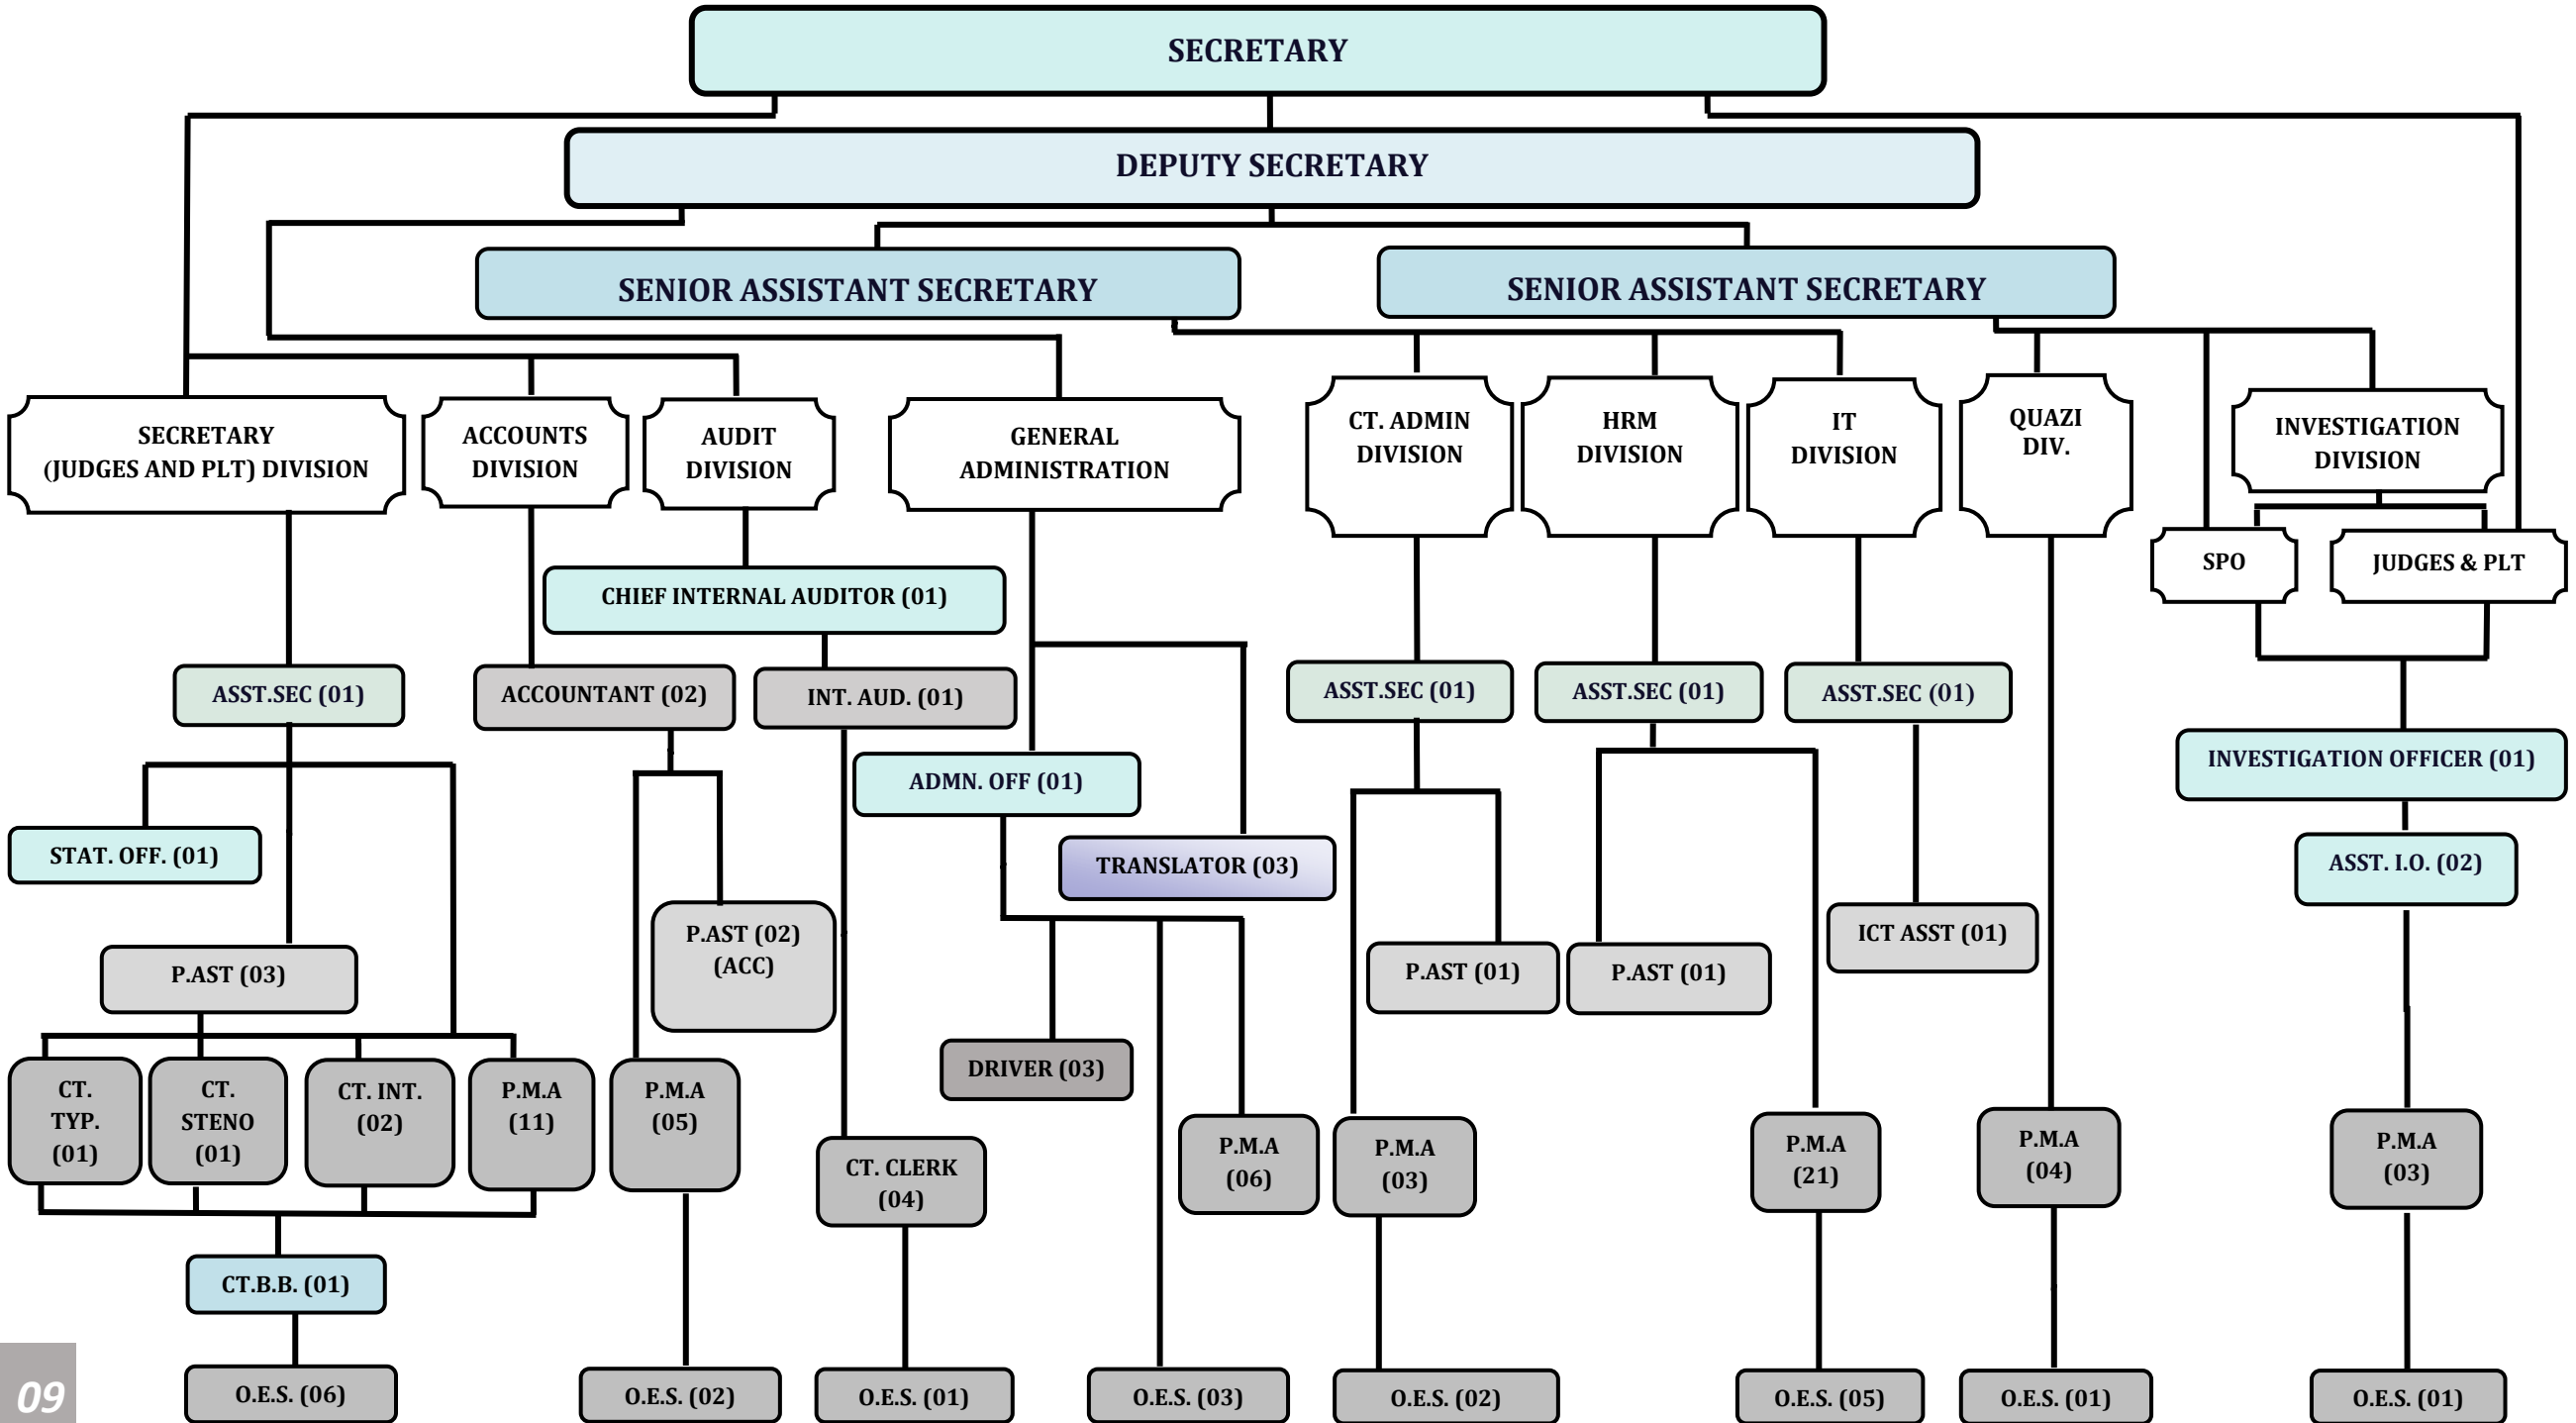 SECRETARY
DEPUTY SECRETARY
SENIOR ASSISTANT SECRETARY
SENIOR ASSISTANT SECRETARY
SECRETARY
(JUDGES AND PLT) DIVISION
ACCOUNTS
DIVISION
AUDIT
DIVISION
GENERAL
ADMINISTRATION
CT. ADMIN
DIVISION
HRM
DIVISION
IT
DIVISION
QUAZI
DIV.
INVESTIGATION
DIVISION
SPO
JUDGES & PLT
CHIEF INTERNAL AUDITOR (01)
ASST.SEC (01)
ACCOUNTANT (02)
INT. AUD. (01)
ASST.SEC (01)
ASST.SEC (01)
ASST.SEC (01)
INVESTIGATION OFFICER (01)
ADMN. OFF (01)
STAT. OFF. (01)
TRANSLATOR (03)
ASST. I.O. (02)
P.AST (02)
(ACC)
ICT ASST (01)
P.AST (03)
P.AST (01)
P.AST (01)
DRIVER (03)
CT.
TYP.
(01)
CT.
STENO
(01)
CT. INT.
(02)
P.M.A
(11)
P.M.A
(05)
CT. CLERK
(04)
P.M.A
(06)
P.M.A
(03)
P.M.A
(21)
P.M.A
(04)
P.M.A
(03)
CT.B.B. (01)
O.E.S. (06)
O.E.S. (02)
O.E.S. (01)
O.E.S. (03)
O.E.S. (02)
O.E.S. (05)
O.E.S. (01)
O.E.S. (01)
09